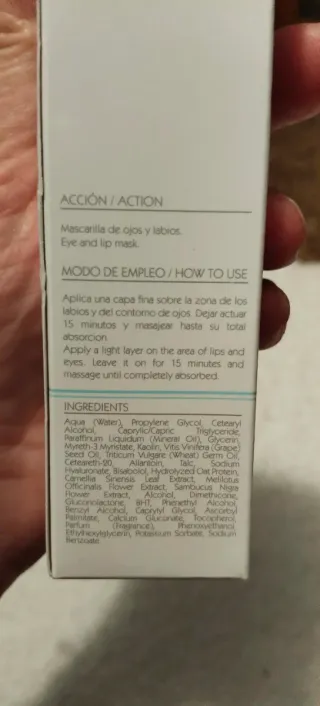 ACCIÓN / ACTION
Mascarilla de ojos y labios.
Eye and lip mask.
MODO DE EMPLEO / HOW TO USE
Aplica una capa fina sobre la zona de los
labios y del contorno de ojos. Dejar actuar
15 minutos y masajear hasta su total
absorción.
Apply a light layer on the area of lips and
eyes. Leave it on for 15 minutes and
massage until completely absorbed.
INGREDIENTS
Aqua (Water), Propylene Glycol, Cetearyl
Alcohol, Caprylic/Capric Triglyceride,
Paraffinum Liquidum (Mineral Oil), Glycerin,
Myreth-3 Myristate, Kaolin, Vitis Vinifera (Grape)
Seed Oil, Triticum Vulgare (Wheat) Germ Oil,
Ceteareth-20, Allantoin, Talc, Sodium
Hyaluronate, Bisabolol, Hydrolyzed Oat Protein,
Camellia Sinensis Leaf Extract, Melilotus
Officinalis Flower Extract, Sambucus Nigra
Flower Extract, Alcohol, Dimethicone,
Gluconolactone, BHT, Phenethyl Alcohol,
Benzyl Alcohol, Caprylyl Glycol, Ascorbyl
Palmitate, Calcium Gluconate, Tocopherol,
Parfum (Fragrance), Phenoxyethanol,
Ethylhexylglycerin, Potassium Sorbate, Sodium
Benzoate.